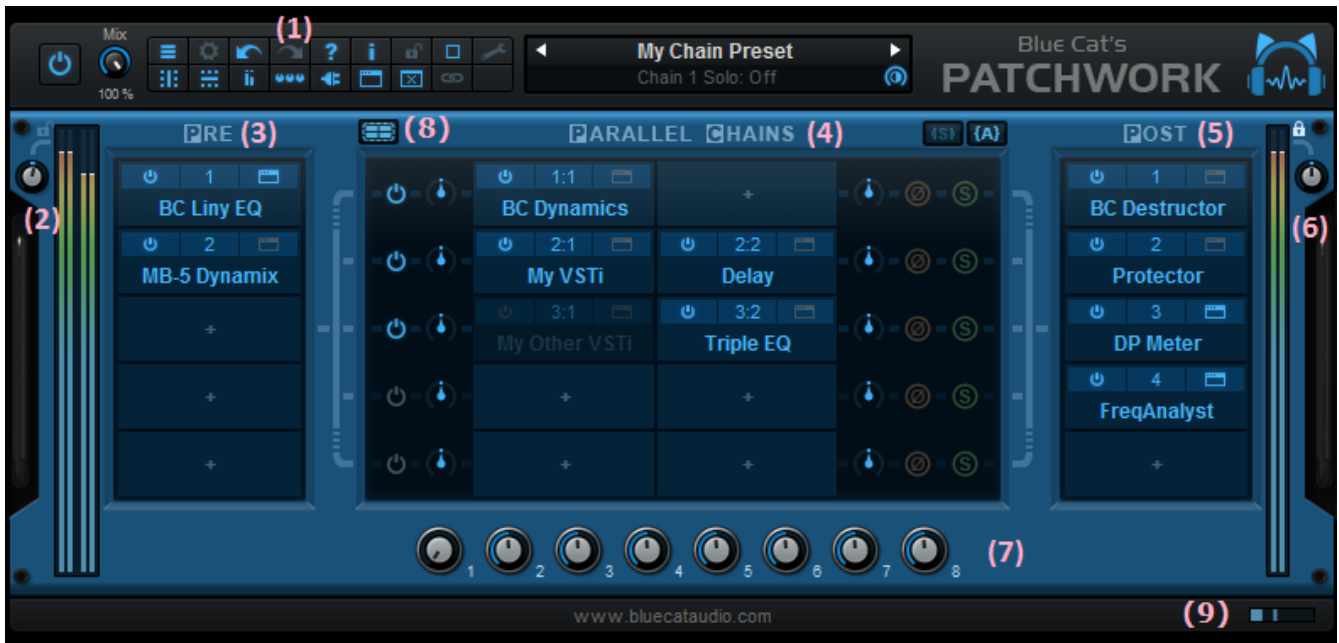 Mix
(1)
100 %
My Chain Preset
Chain 1 Solo: Off
Blue Cat's
PATCHWORK
PRE (3)
(8)
PARALLEL CHAINS (4)
{S} {A}
POST (5)
(2)
(6)
1
BC Liny EQ
2
MB-5 Dynamix
+
+
+
1:1
BC Dynamics
+
2:1
My VSTi
2:2
Delay
3:1
My Other VSTi
3:2
Triple EQ
+
+
+
+
Ø S
Ø S
Ø S
Ø S
Ø S
1
BC Destructor
2
Protector
3
DP Meter
4
FreqAnalyst
+
1 2 3 4 5 6 7 8 (7)
www.bluecataudio.com
(9)